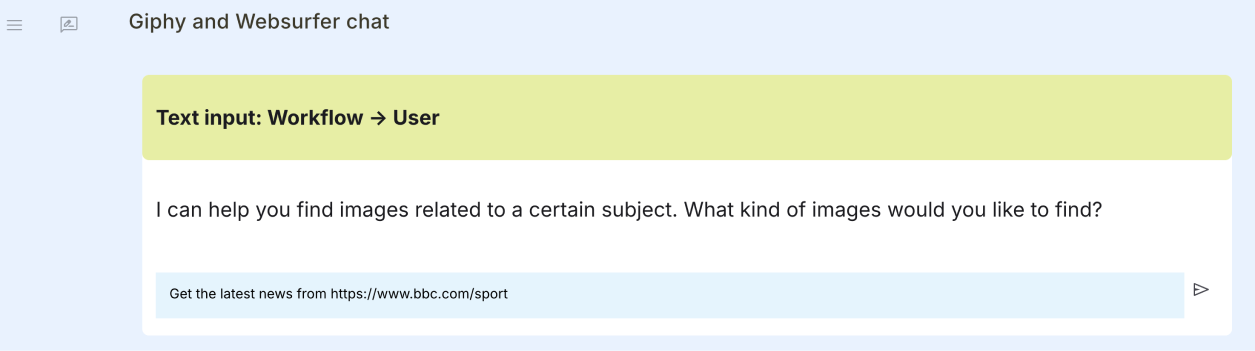 Giphy and Websurfer chat
Text input: Workflow → User
I can help you find images related to a certain subject. What kind of images would you like to find?
Get the latest news from https://www.bbc.com/sport